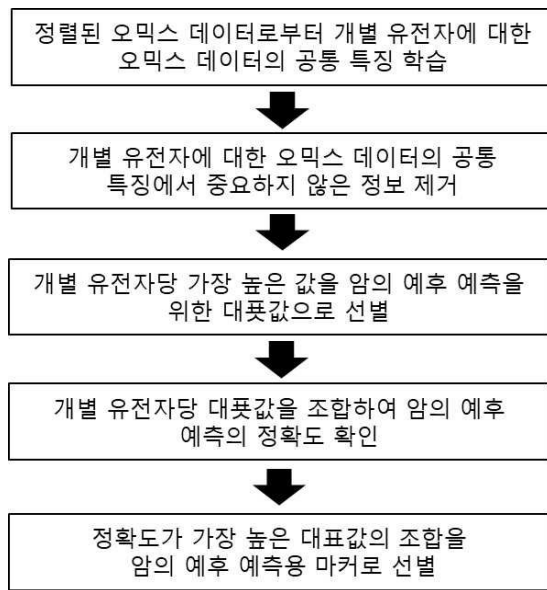 정렬된 오믹스 데이터로부터 개별 유전자에 대한
오믹스 데이터의 공통 특징 학습
개별 유전자에 대한 오믹스 데이터의 공통
특징에서 중요하지 않은 정보 제거
개별 유전자당 가장 높은 값을 암의 예후 예측을
위한 대푯값으로 선별
개별 유전자당 대푯값을 조합하여 암의 예후
예측의 정확도 확인
정확도가 가장 높은 대표값의 조합을
암의 예후 예측용 마커로 선별